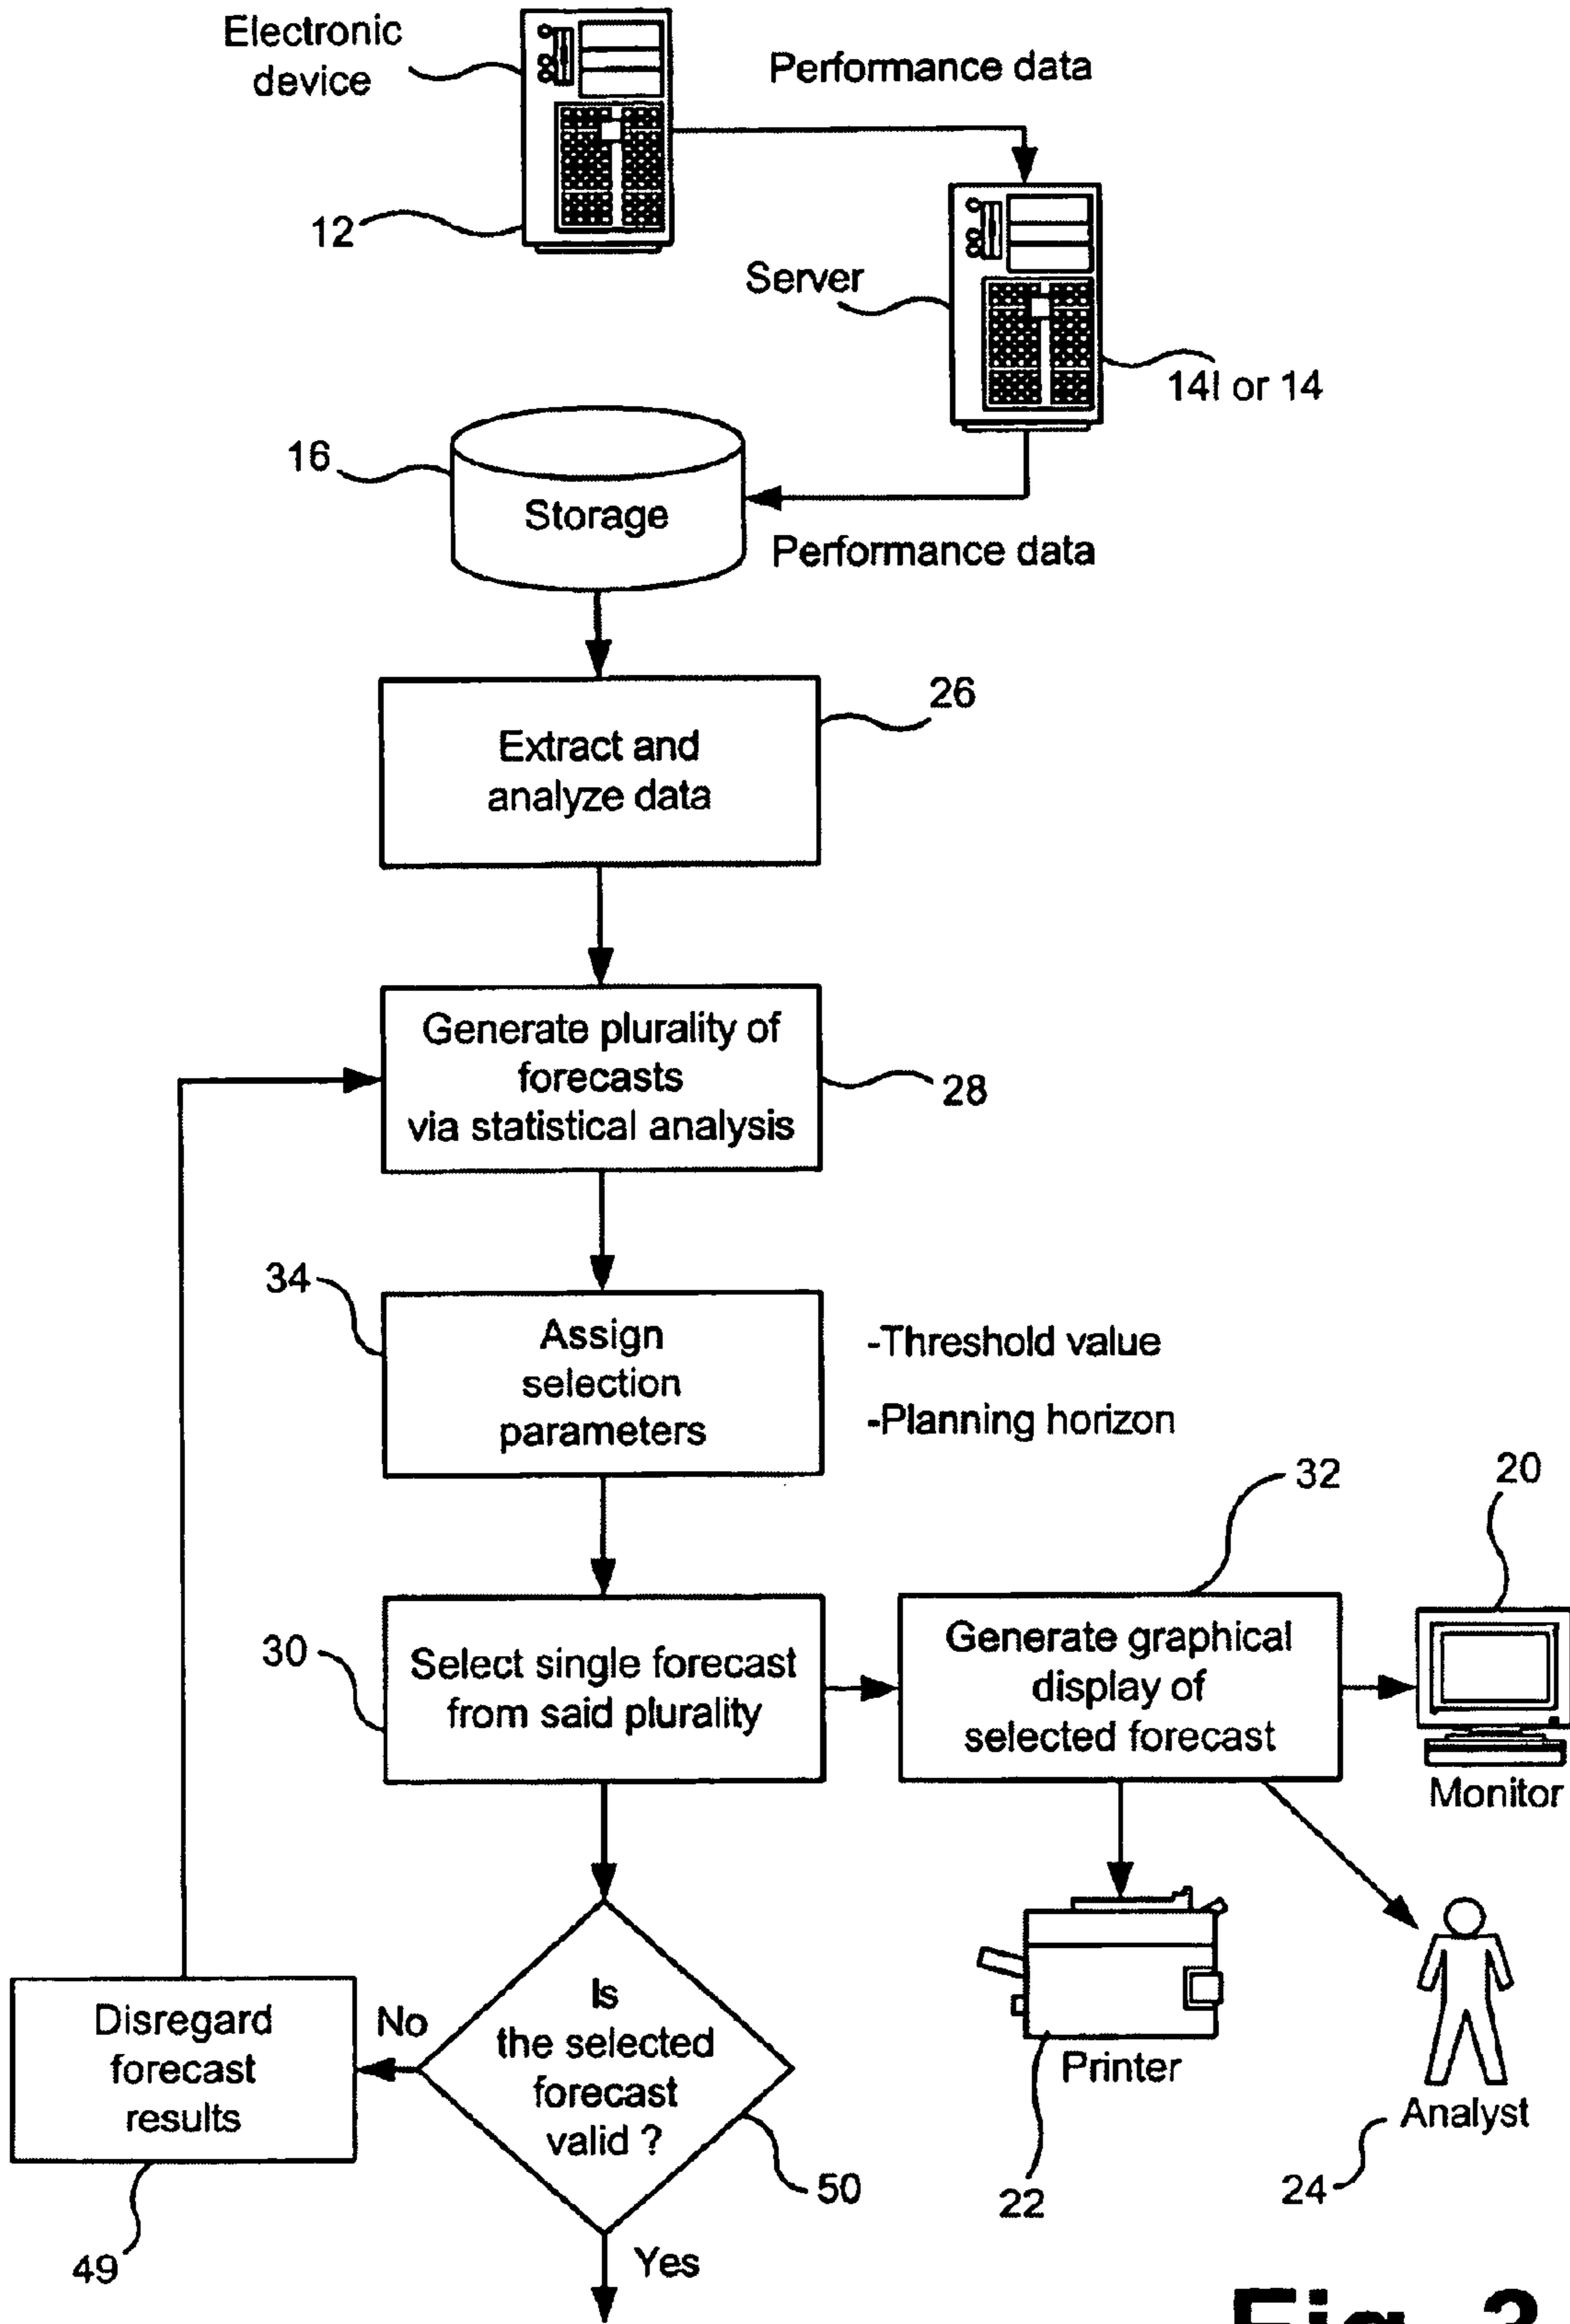 Electronic
device
Performance data
12
Server
14I or 14
16
Storage
Performance data
26
Extract and
analyze data
Generate plurality of
forecasts
via statistical analysis
28
34
Assign
selection
parameters
-Threshold value
-Planning horizon
32
20
30
Select single forecast
from said plurality
Generate graphical
display of
selected forecast
Monitor
Disregard
forecast
results
No
Is
the selected
forecast
valid ?
Printer
Analyst
50
22
24
49
Yes
Fig. 3